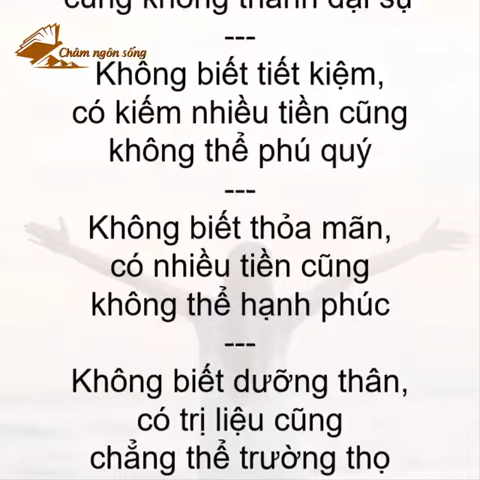 cũng không thành đại sự
Châm ngôn sống
---
Không biết tiết kiệm,
có kiếm nhiều tiền cũng
không thể phú quý
---
Không biết thỏa mãn,
có nhiều tiền cũng
không thể hạnh phúc
---
Không biết dưỡng thân,
có trị liệu cũng
chẳng thể trường thọ